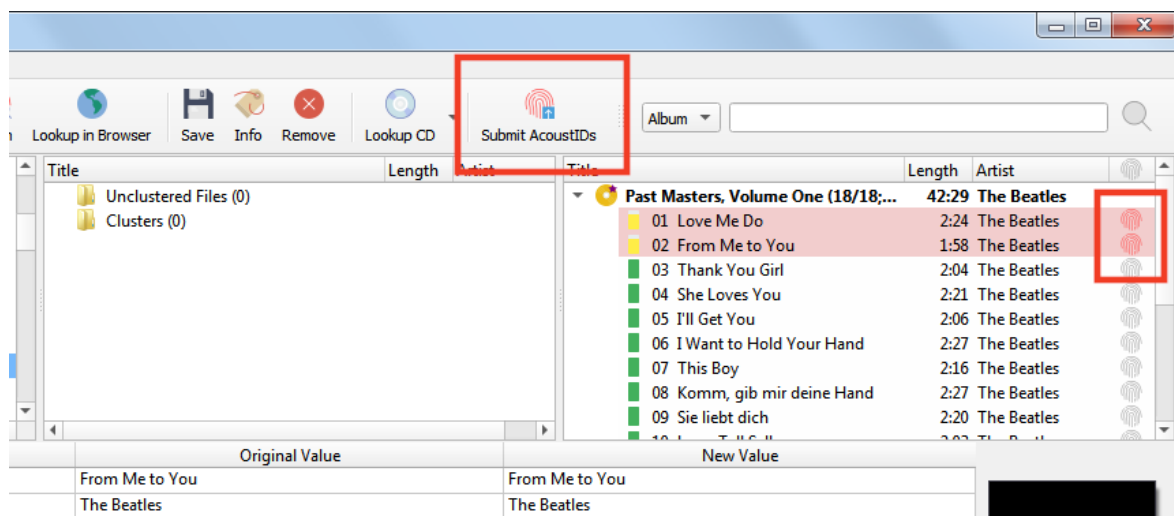 Lookup in Browser Save Info Remove Lookup CD Submit AcoustIDs Album
Title Length Artist
Unclustered Files (0)
Clusters (0)
Title Length Artist
Past Masters, Volume One (18/18;... 42:29 The Beatles
01 Love Me Do 2:24 The Beatles
02 From Me to You 1:58 The Beatles
03 Thank You Girl 2:04 The Beatles
04 She Loves You 2:21 The Beatles
05 I'll Get You 2:06 The Beatles
06 I Want to Hold Your Hand 2:27 The Beatles
07 This Boy 2:16 The Beatles
08 Komm, gib mir deine Hand 2:27 The Beatles
09 Sie liebt dich 2:20 The Beatles
Original Value New Value
From Me to You From Me to You
The Beatles The Beatles